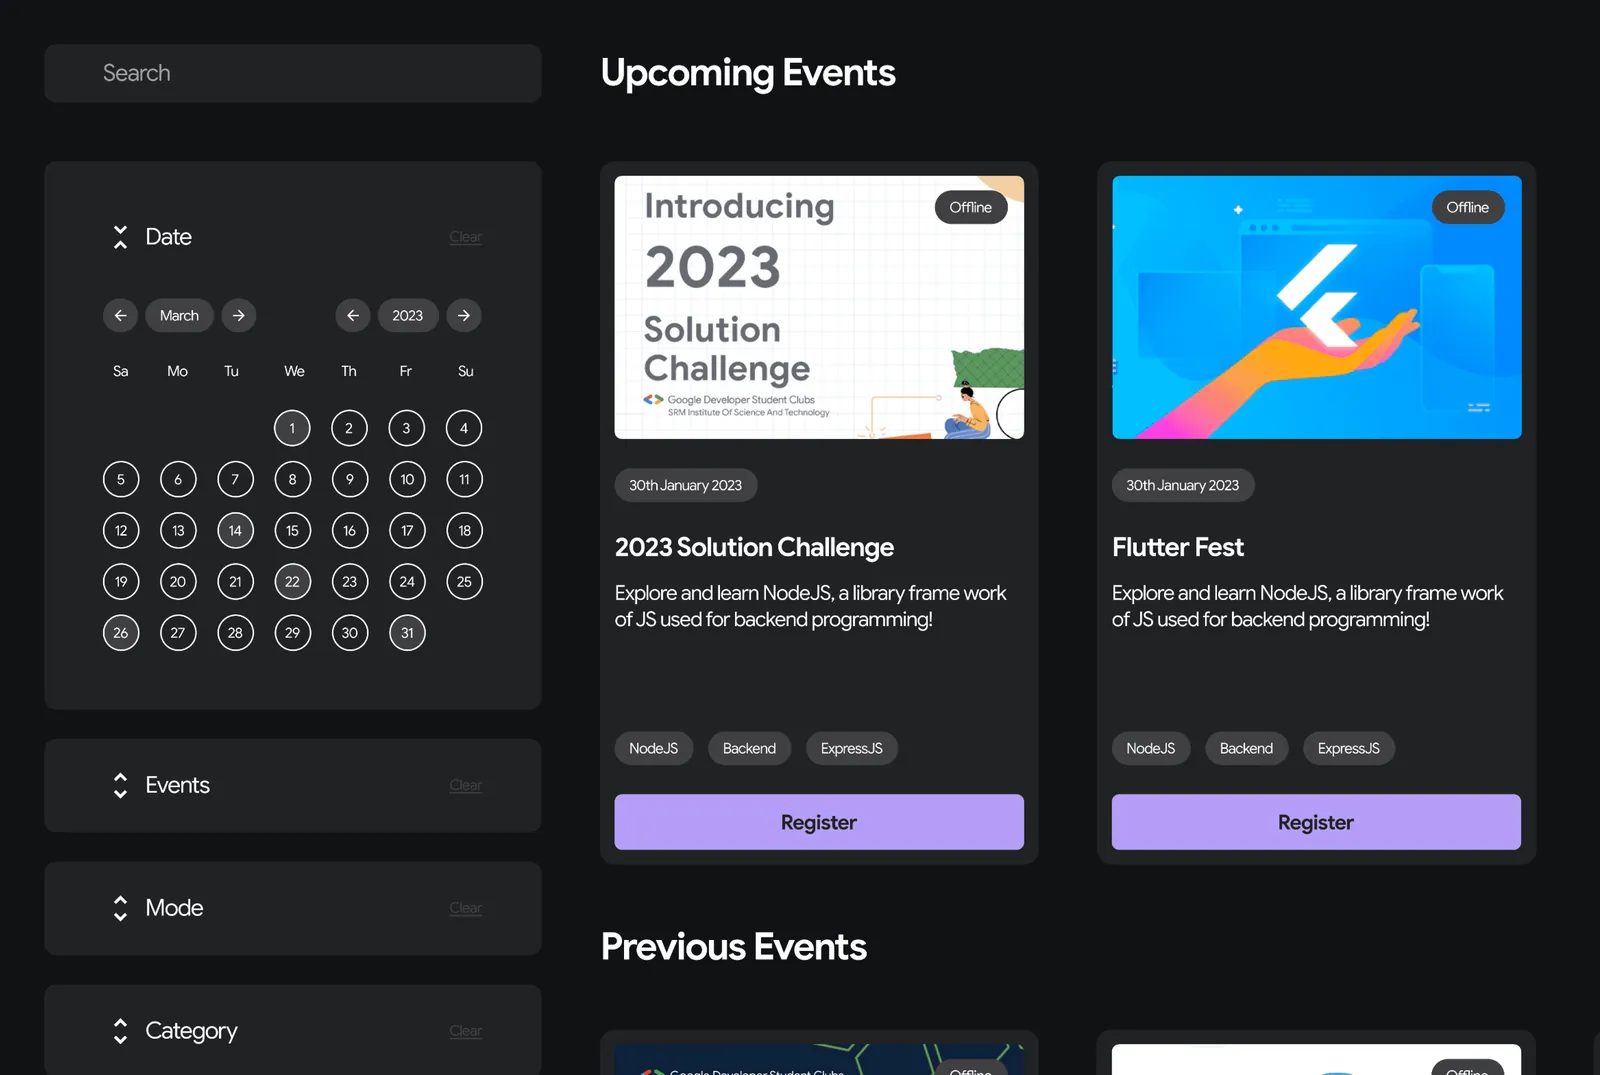 Search
Date
Clear
March
2023
Sa Mo Tu We Th Fr Su
1 2 3 4
5 6 7 8 9 10 11
12 13 14 15 16 17 18
19 20 21 22 23 24 25
26 27 28 29 30 31
Events
Clear
Mode
Clear
Category
Clear
Upcoming Events
Introducing
2023
Solution
Challenge
Google Developer Student Clubs
SRM Institute Of Science And Technology
Offline
30th January 2023
2023 Solution Challenge
Explore and learn NodeJS, a library frame work
of JS used for backend programming!
NodeJS Backend ExpressJS
Register
Offline
30th January 2023
Flutter Fest
Explore and learn NodeJS, a library frame work
of JS used for backend programming!
NodeJS Backend ExpressJS
Register
Previous Events
Google Developer Student Clubs
Offline
Offline